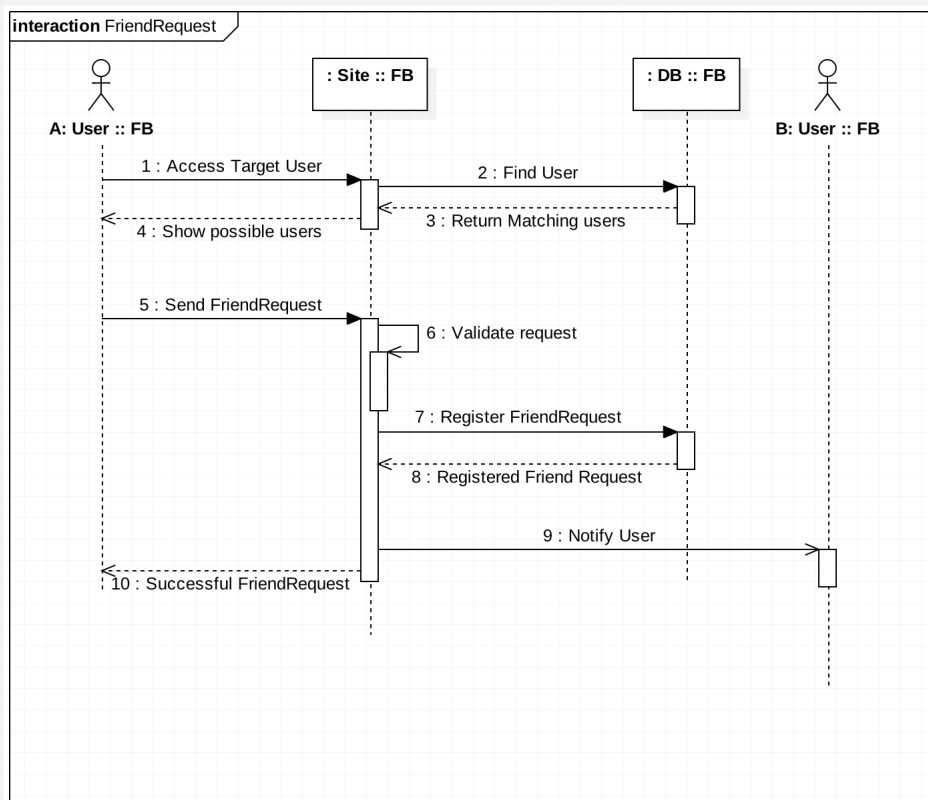 interaction FriendRequest
: Site :: FB
: DB :: FB
A: User :: FB
B: User :: FB
1 : Access Target User
2 : Find User
3 : Return Matching users
4 : Show possible users
5 : Send FriendRequest
6 : Validate request
7 : Register FriendRequest
8 : Registered Friend Request
9 : Notify User
10 : Successful FriendRequest